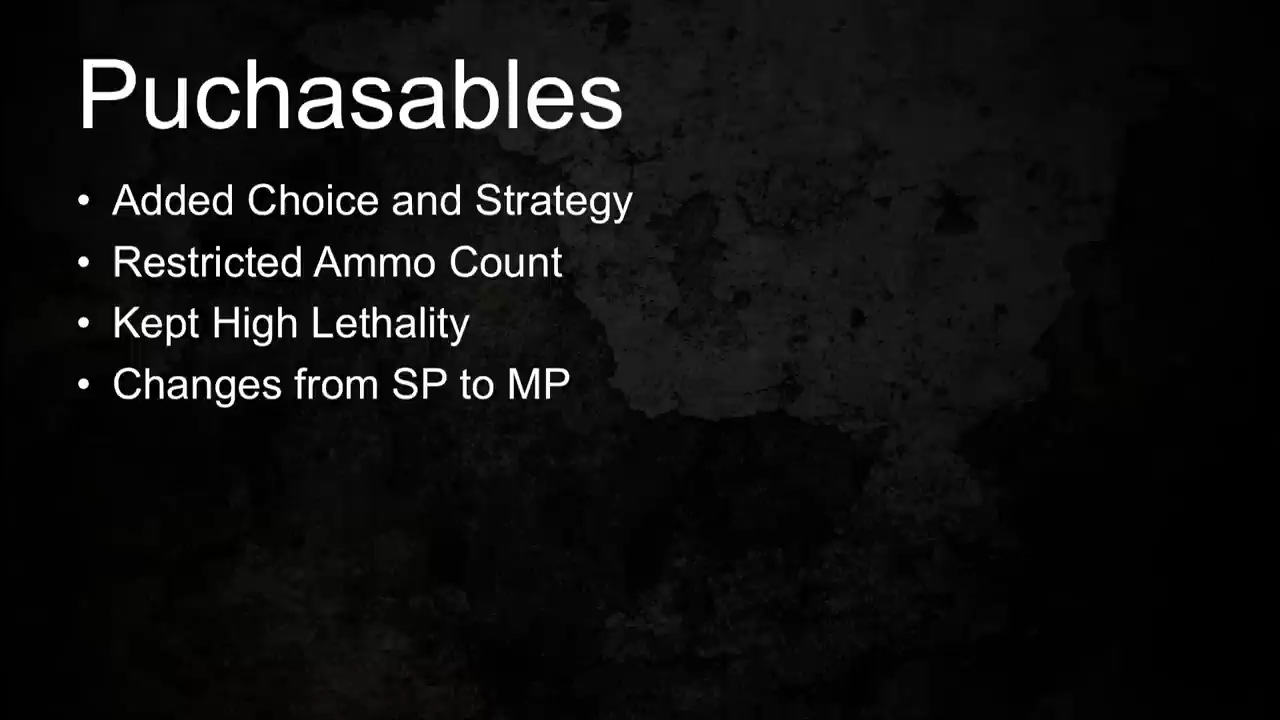 Puchasables
• Added Choice and Strategy
• Restricted Ammo Count
• Kept High Lethality
• Changes from SP to MP